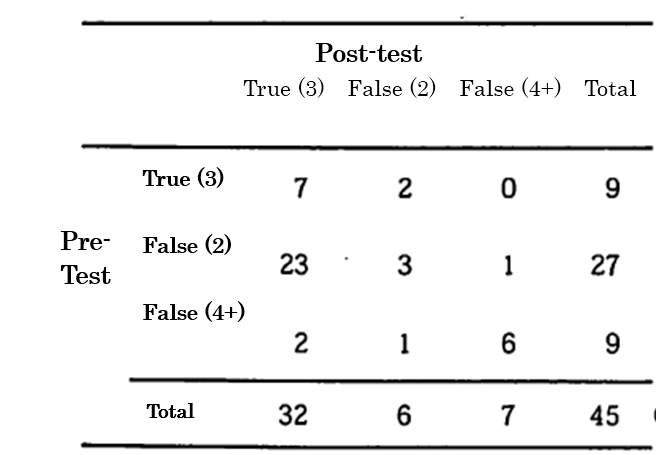 Post-test
True (3) False (2) False (4+) Total
True (3) 7 2 0 9
Pre-
Test
False (2) 23 3 1 27
False (4+) 2 1 6 9
Total 32 6 7 45